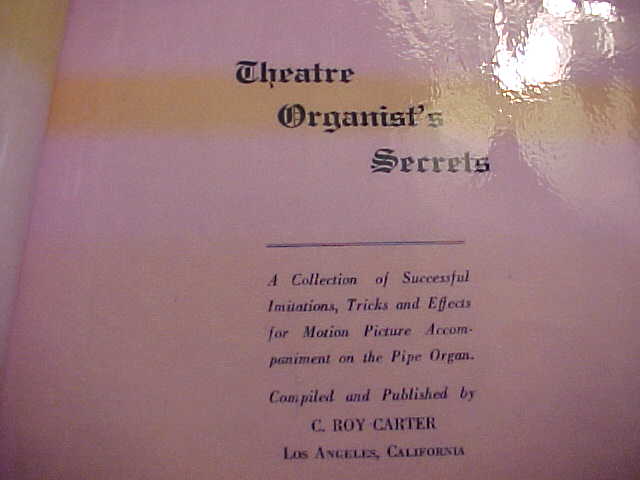 Theatre
Organist's
Secrets
A Collection of Successful
Imitations, Tricks and Effects
for Motion Picture Accom-
paniment on the Pipe Organ.
Compiled and Published by
C. ROY CARTER
LOS ANGELES, CALIFORNIA